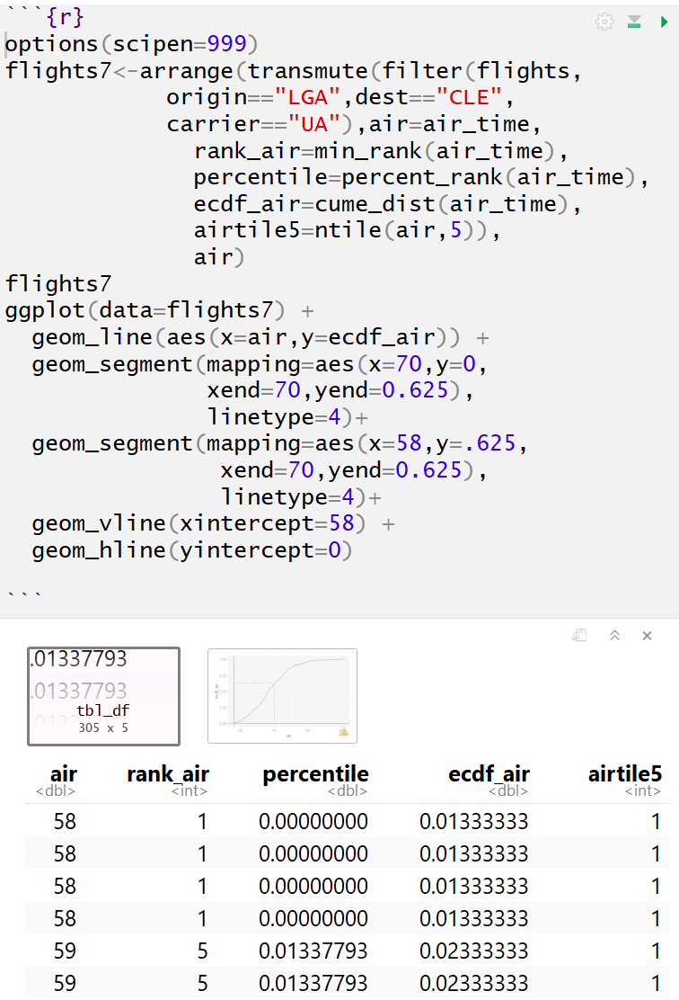 ```{r}
options(scipen=999)
flights7<-arrange(transmute(filter(flights,
            origin=="LGA",dest=="CLE",
            carrier=="UA"),air=air_time,
              rank_air=min_rank(air_time),
              percentile=percent_rank(air_time),
              ecdf_air=cume_dist(air_time),
              airtile5=ntile(air,5)),
              air)
flights7
ggplot(data=flights7) +
  geom_line(aes(x=air,y=ecdf_air)) +
  geom_segment(mapping=aes(x=70,y=0,
               xend=70,yend=0.625),
               linetype=4)+
  geom_segment(mapping=aes(x=58,y=.625,
                xend=70,yend=0.625),
                linetype=4)+
  geom_vline(xintercept=58) +
  geom_hline(yintercept=0)
```
.01337793
.01337793
tbl_df
305 x 5
air rank_air percentile ecdf_air airtile5
<dbl> <int> <dbl> <dbl> <int>
58 1 0.00000000 0.01333333 1
58 1 0.00000000 0.01333333 1
58 1 0.00000000 0.01333333 1
58 1 0.00000000 0.01333333 1
59 5 0.01337793 0.02333333 1
59 5 0.01337793 0.02333333 1